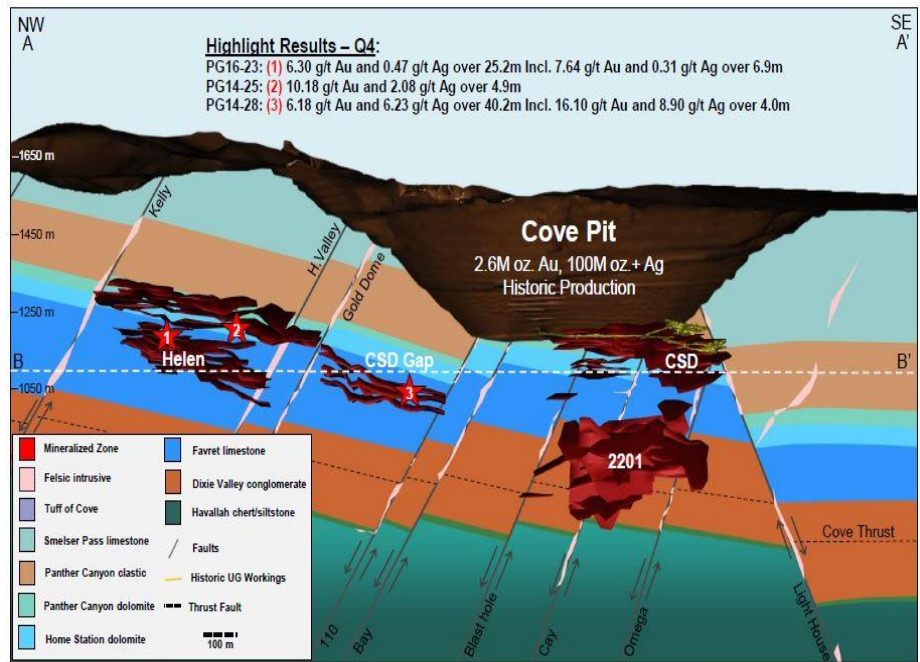 NW
A
SE
A'
Highlight Results – Q4:
PG16-23: (1) 6.30 g/t Au and 0.47 g/t Ag over 25.2m Incl. 7.64 g/t Au and 0.31 g/t Ag over 6.9m
PG14-25: (2) 10.18 g/t Au and 2.08 g/t Ag over 4.9m
PG14-28: (3) 6.18 g/t Au and 6.23 g/t Ag over 40.2m Incl. 16.10 g/t Au and 8.90 g/t Ag over 4.0m
1650 m
Kelly
1450 m
H.Valley
Gold Dome
Cove Pit
2.6M oz. Au, 100M oz.+ Ag
Historic Production
1250 m
1
2
Helen
CSD Gap
CSD
B
B'
1050 m
3
2201
Cove Thrust
110
Bay
Blast hole
Cay
Omega
Light House
Mineralized Zone
Felsic intrusive
Tuff of Cove
Smelser Pass limestone
Panther Canyon clastic
Panther Canyon dolomite
Home Station dolomite
Favret limestone
Dixie Valley conglomerate
Havallah chert/siltstone
Faults
Historic UG Workings
Thrust Fault
100 m